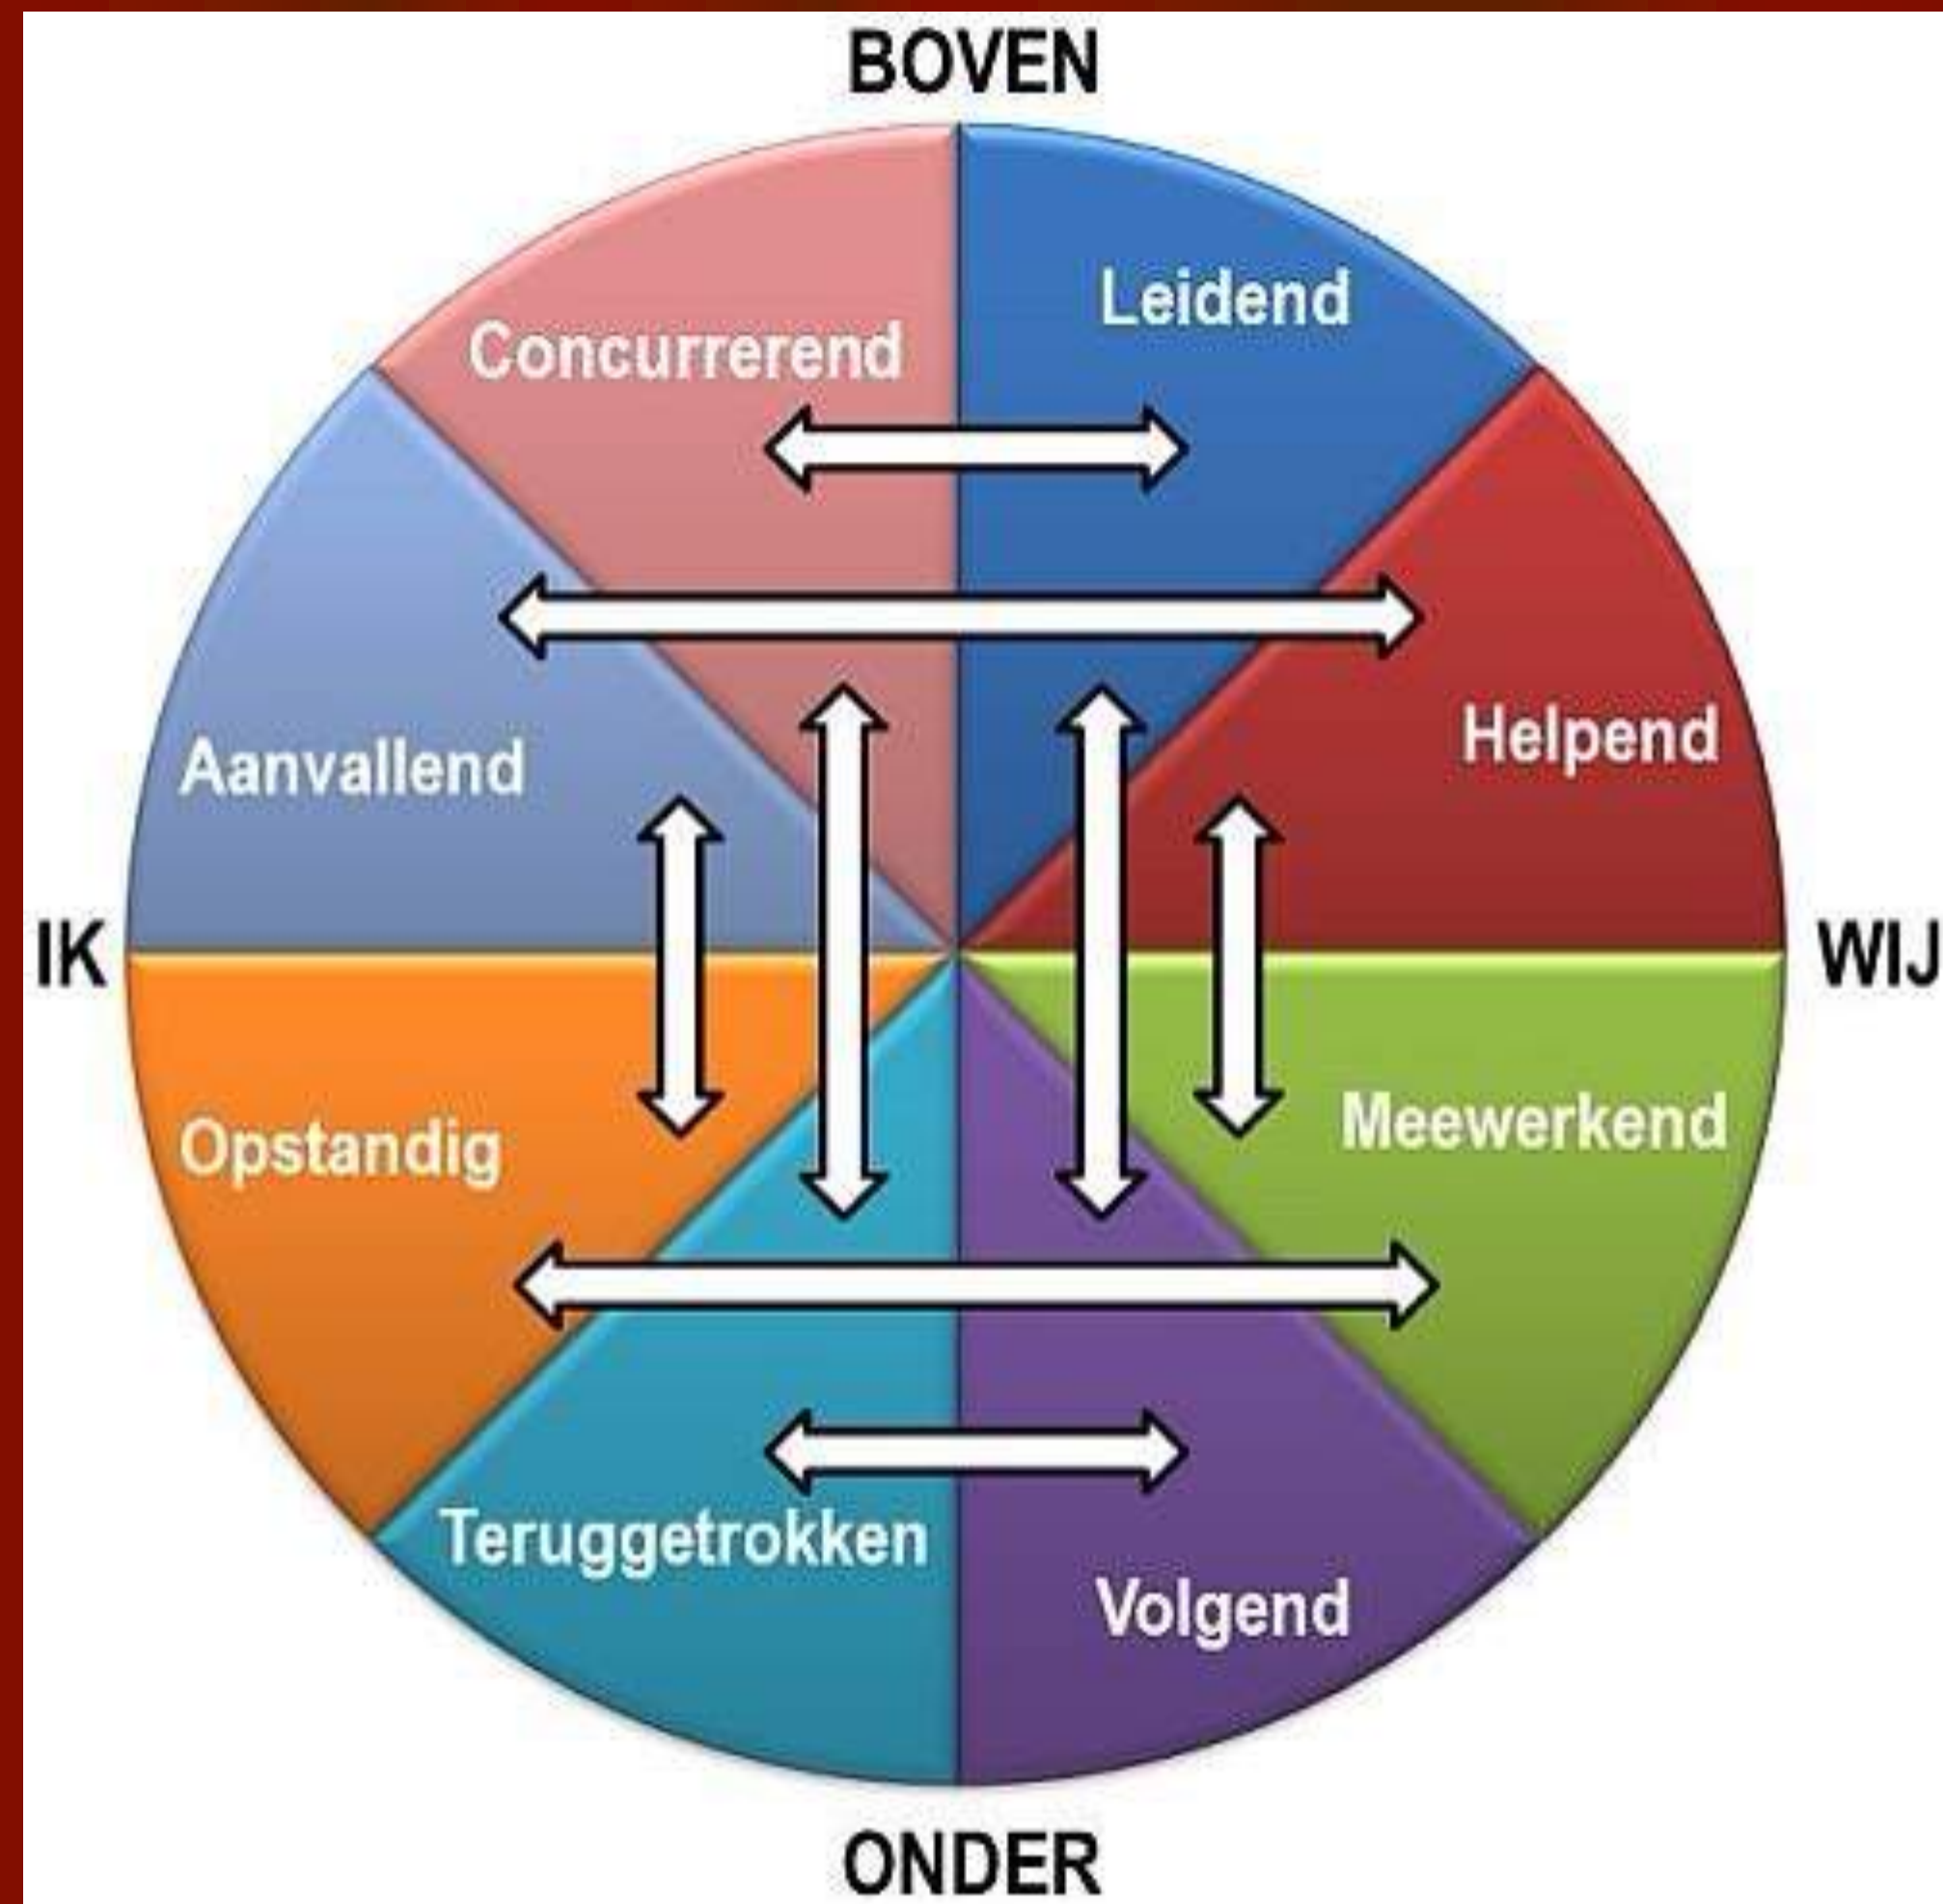 BOVEN
Leidend
Concurrerend
Helpend
Aanvallend
IK
WIJ
Meewerkend
Opstandig
Teruggetrokken
Volgend
ONDER